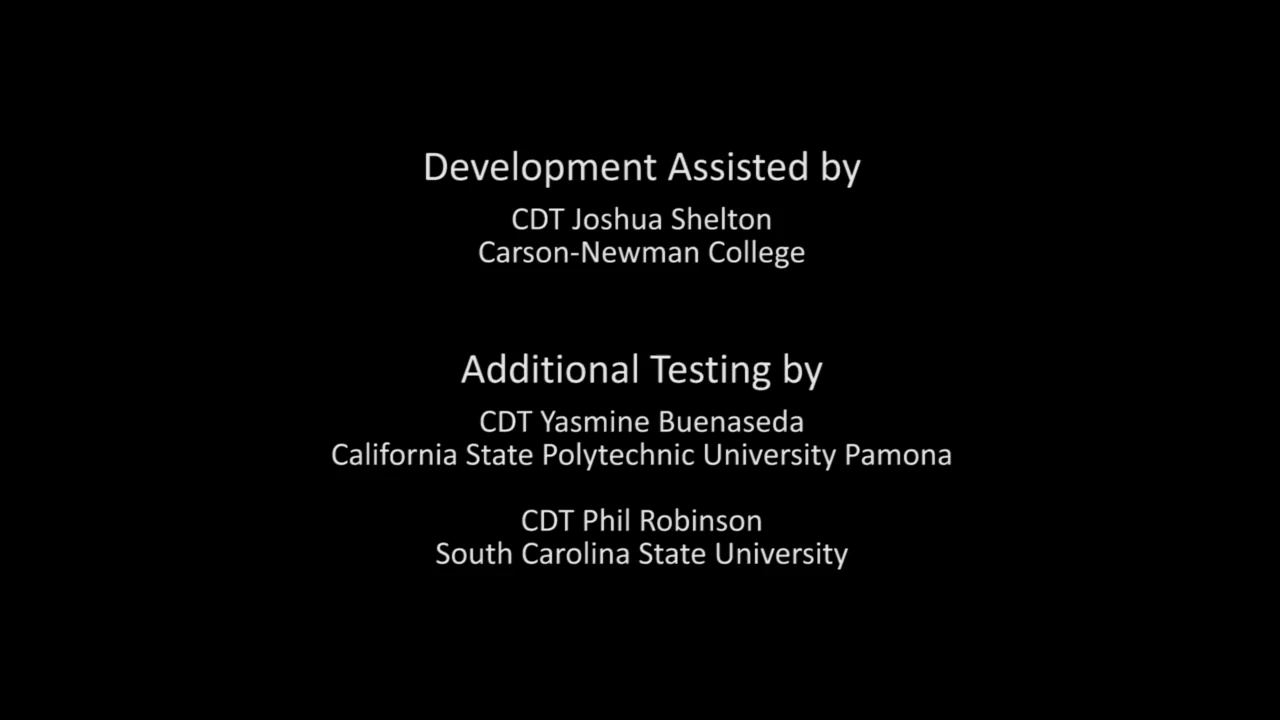 Development Assisted by
CDT Joshua Shelton
Carson-Newman College
Additional Testing by
CDT Yasmine Buenaseda
California State Polytechnic University Pamona
CDT Phil Robinson
South Carolina State University